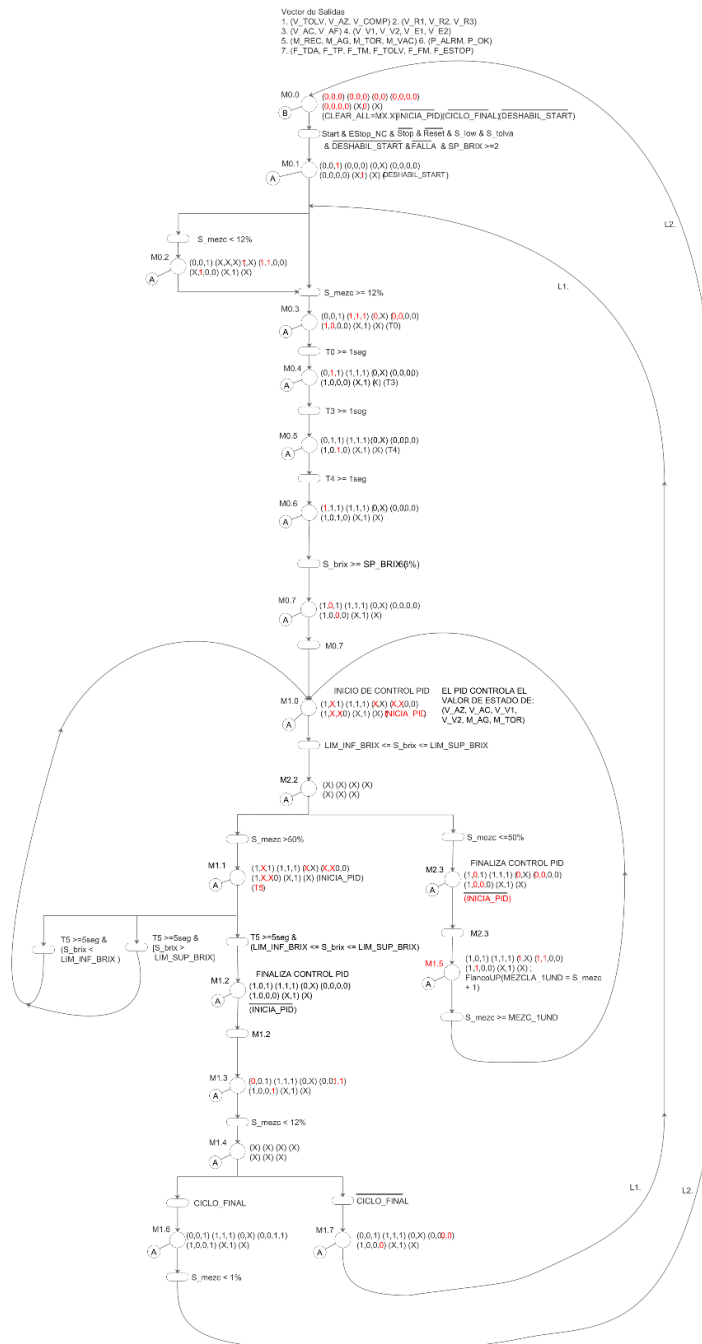 Vector de Salidas
1. (V_TOLV, V_AZ, V_COMP) 2. (V_R1, V_R2, V_R3)
3. (V_AC, V_AF) 4. (V_V1, V_V2, V_E1, V_E2)
5. (M_REC, M_AG, M_TOR, M_VAC) 6. (P_ALRM, P_OK)
7. (F_TDA, F_TP, F_TM, F_TOLV, F_FM, F_ESTOP)
M0.0
B
(0,0,0) (0,0,0) (0,0) (0,0,0,0)
(0,0,0,0) (X,0) (X)
(CLEAR_ALL=MX.X)(INICIA_PID)(CICLO_FINAL)(DESHABIL_START)
Start & EStop_NC & Stop & Reset & S_low & S_tolva
& DESHABIL_START & FALLA & SP_BRIX >=2
M0.1
A
(0,0,1) (0,0,0) (0,X) (0,0,0,0)
(0,0,0,0) (X,1) (X) (DESHABIL_START)
L2.
S_mezc < 12%
M0.2
A
(0,0,1) (X,X,X) (1,X) (1,1,0,0)
(X,1,0,0) (X,1) (X)
L1.
S_mezc >= 12%
M0.3
A
(0,0,1) (1,1,1) (0,X) (0,0,0,0)
(1,0,0,0) (X,1) (X) (T0)
T0 >= 1seg
M0.4
A
(0,1,1) (1,1,1) (0,X) (0,0,0,0)
(1,0,0,0) (X,1) (X) (T3)
T3 >= 1seg
M0.5
A
(0,1,1) (1,1,1)(0,X) (0,0,0,0)
(1,0,1,0) (X,1) (X) (T4)
T4 >= 1seg
M0.6
A
(1,1,1) (1,1,1) (0,X) (0,0,0,0)
(1,0,1,0) (X,1) (X)
S_brix >= SP_BRIX
M0.7
A
(1,0,1) (1,1,1) (0,X) (0,0,0,0)
(1,0,0,0) (X,1) (X)
M0.7
INICIO DE CONTROL PID
M1.0
A
(1,X,1) (1,1,1) (X,X) (X,X,0,0)
(1,X,X,0) (X,1) (X) (INICIA_PID)
EL PID CONTROLA EL
VALOR DE ESTADO DE:
(V_AZ, V_AC, V_V1,
V_V2, M_AG, M_TOR)
LIM_INF_BRIX <= S_brix <= LIM_SUP_BRIX
M2.2
A
(X) (X) (X) (X)
(X) (X) (X)
S_mezc >50%
S_mezc <=50%
M1.1
A
(1,X,1) (1,1,1) (X,X) (X,X,0,0)
(1,X,X,0) (X,1) (X) (INICIA_PID)
(T5)
FINALIZA CONTROL PID
M2.3
A
(1,0,1) (1,1,1) (0,X) (0,0,0,0)
(1,0,0,0) (X,1) (X)
(INICIA_PID)
T5 >=5seg &
(S_brix <
LIM_INF_BRIX )
T5 >=5seg &
[S_brix >
LIM_SUP_BRIX]
T5>=5seg &
(LIM_INF_BRIX <= S_brix <= LIM_SUP_BRIX)
M2.3
FINALIZA CONTROL PID
M1.2
A
(1,0,1) (1,1,1) (0,X) (0,0,0,0)
(1,0,0,0) (X,1) (X)
(INICIA_PID)
M1.5
A
(1,0,1) (1,1,1) (1,X) (1,1,0,0)
(1,1,0,0) (X,1) (X) ;
FlancoUP(MEZCLA_1UND = S_mezc
+ 1)
S_mezc >= MEZC_1UND
M1.2
M1.3
A
(0,0,1) (1,1,1) (0,X) (0,0,1,1)
(1,0,0,1) (X,1) (X)
S_mezc < 12%
M1.4
A
(X) (X) (X) (X)
(X) (X) (X)
L1.
L2.
CICLO_FINAL
CICLO_FINAL
M1.6
A
(0,0,1) (1,1,1) (0,X) (0,0,1,1)
(1,0,0,1) (X,1) (X)
M1.7
A
(0,0,1) (1,1,1) (0,X) (0,0,0,0)
(1,0,0,0) (X,1) (X)
S_mezc < 1%